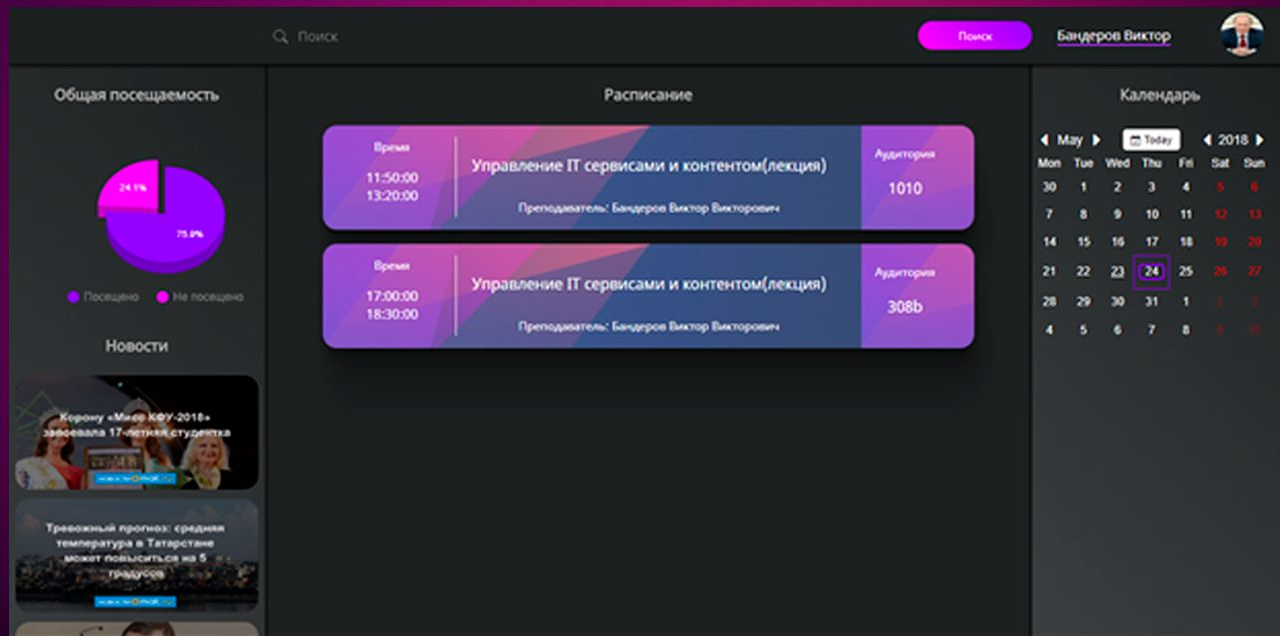 Поиск
Поиск
Бандеров Виктор
Общая посещаемость
24.1%
75.9%
Посещено
Не посещено
Новости
Корону «Мисс КФУ-2018»
завоевала 17-летняя студентка
Тревожный прогноз: средняя
температура в Татарстане
может повыситься на 5
градусов
Расписание
Время
11:50:00
13:20:00
Управление IT сервисами и контентом(лекция)
Преподаватель: Бандеров Виктор Викторович
Аудитория
1010
Время
17:00:00
18:30:00
Управление IT сервисами и контентом(лекция)
Преподаватель: Бандеров Виктор Викторович
Аудитория
308b
Календарь
May Today 2018
Mon Tue Wed Thu Fri Sat Sun
30 1 2 3 4 5 6
7 8 9 10 11 12 13
14 15 16 17 18 19 20
21 22 23 24 25 26 27
28 29 30 31 1 2 3
4 5 6 7 8 9 10